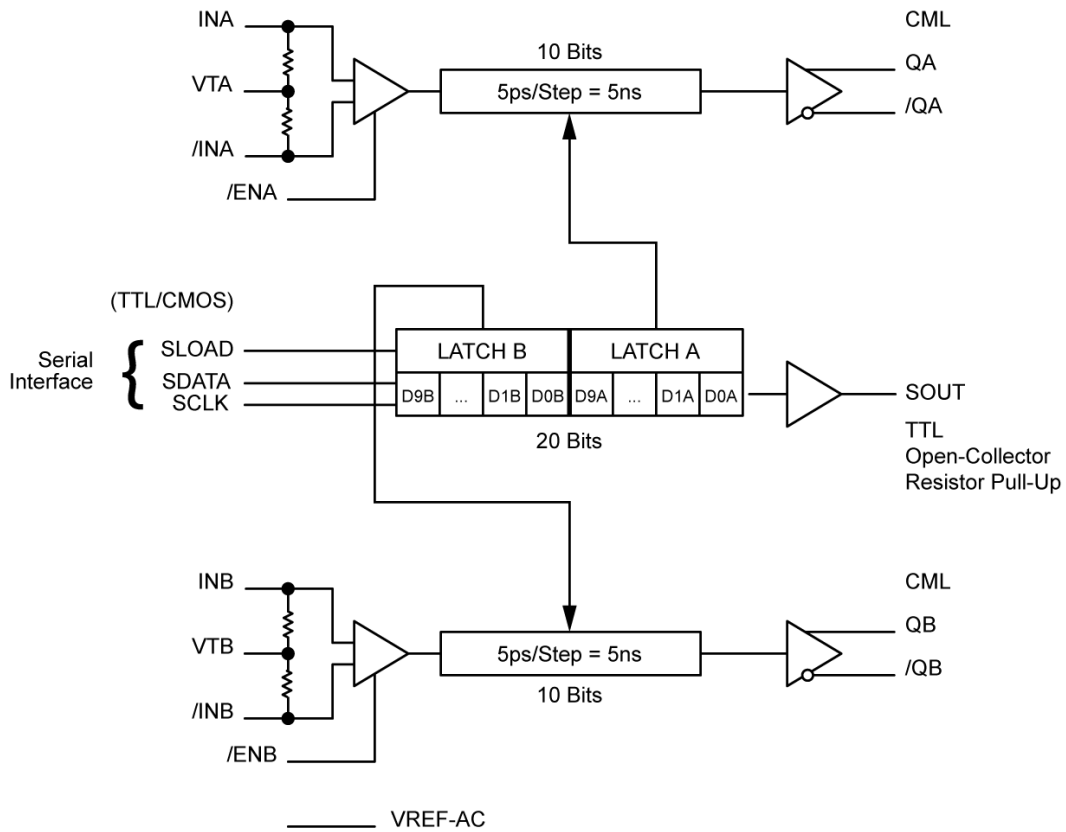 INA
CML
10 Bits
QA
VTA
5ps/Step = 5ns
/QA
/INA
/ENA
(TTL/CMOS)
Serial
Interface
SLOAD
SDATA
SCLK
LATCH B
LATCH A
D9B
...
D1B
D0B
D9A
...
D1A
D0A
20 Bits
SOUT
TTL
Open-Collector
Resistor Pull-Up
INB
CML
QB
VTB
5ps/Step = 5ns
/QB
10 Bits
/INB
/ENB
VREF-AC